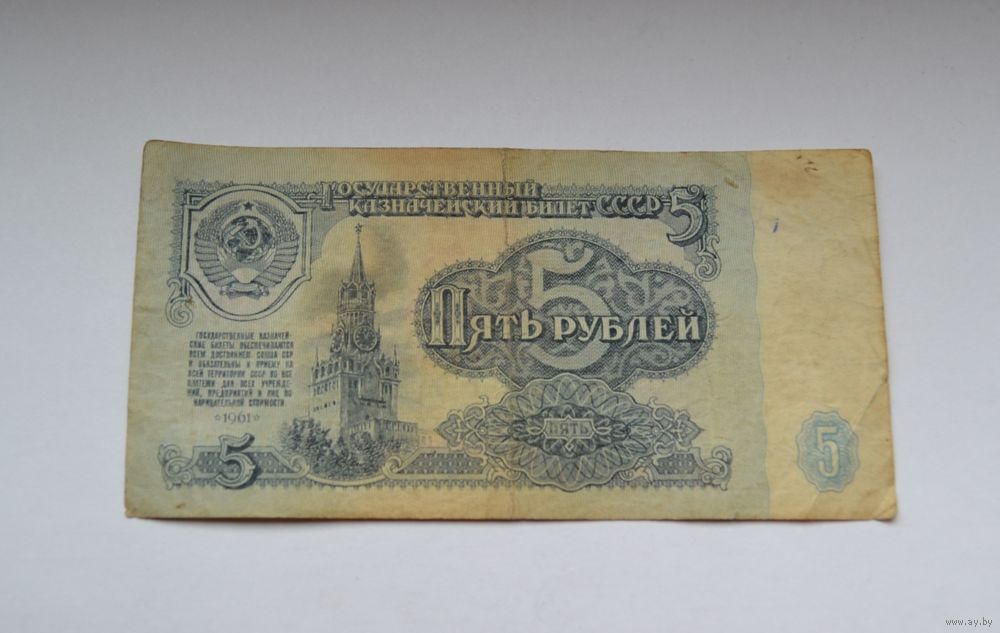 Государственный
казначейский билет СССР 5
Пять рублей
5
ГОСУДАРСТВЕННЫЕ КАЗНАЧЕЙ-
СКИЕ БИЛЕТЫ ОБЕСПЕЧИВАЮТСЯ
ВСЕМ ДОСТОЯНИЕМ СОЮЗА ССР
И ОБЯЗАТЕЛЬНЫ К ПРИЕМУ НА
ВСЕЙ ТЕРРИТОРИИ СССР ВО ВСЕ
ПЛАТЕЖИ ДЛЯ ВСЕХ УЧРЕЖДЕ-
НИЙ, ПРЕДПРИЯТИЙ И ЛИЦ ПО
НАРИЦАТЕЛЬНОЙ СТОИМОСТИ
☆1961☆
ПЯТЬ
5
5
www.ay.by